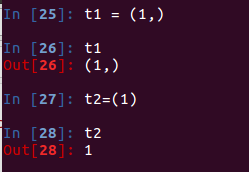 In [25]: t1 = (1,)
In [26]: t1
Out[26]: (1,)
In [27]: t2=(1)
In [28]: t2
Out[28]: 1